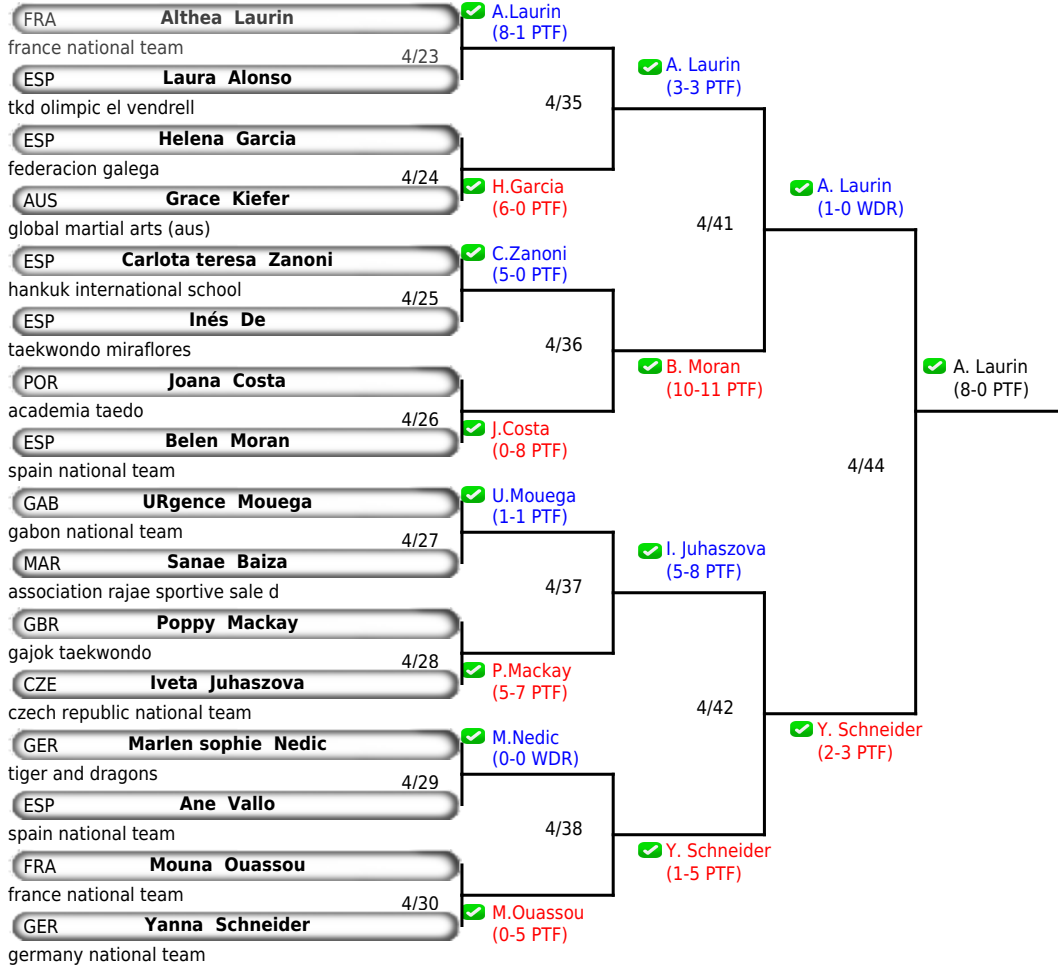 FRA Althea Laurin
france national team
4/23
ESP Laura Alonso
tkd olimpic el vendrell
ESP Helena Garcia
federacion galega
4/24
AUS Grace Kiefer
global martial arts (aus)
ESP Carlota teresa Zanoni
hankuk international school
4/25
ESP Inés De
taekwondo miraflores
POR Joana Costa
academia taedo
4/26
ESP Belen Moran
spain national team
GAB URgence Mouega
gabon national team
4/27
MAR Sanae Baiza
association rajae sportive sale d
GBR Poppy Mackay
gajok taekwondo
4/28
CZE Iveta Juhaszova
czech republic national team
GER Marlen sophie Nedic
tiger and dragons
4/29
ESP Ane Vallo
spain national team
FRA Mouna Ouassou
france national team
4/30
GER Yanna Schneider
germany national team
A.Laurin
(8-1 PTF)
4/35
H.Garcia
(6-0 PTF)
C.Zanoni
(5-0 PTF)
4/36
J.Costa
(0-8 PTF)
U.Mouega
(1-1 PTF)
4/37
P.Mackay
(5-7 PTF)
M.Nedic
(0-0 WDR)
4/38
M.Ouassou
(0-5 PTF)
A. Laurin
(3-3 PTF)
4/41
B. Moran
(10-11 PTF)
I. Juhaszova
(5-8 PTF)
4/42
Y. Schneider
(1-5 PTF)
A. Laurin
(1-0 WDR)
4/44
Y. Schneider
(2-3 PTF)
A. Laurin
(8-0 PTF)